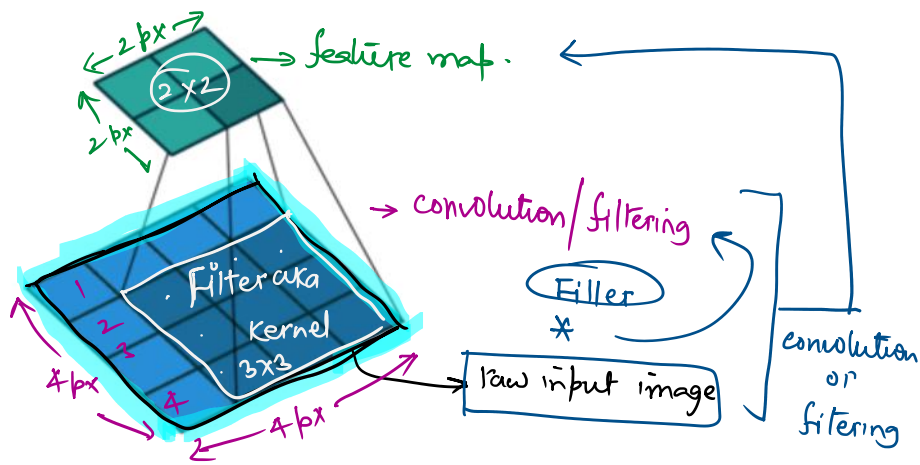 2 px
2 px
2 x 2
feature map.
convolution/filtering
1
2
3
4
Filter aka
Kernel
3x3
4 px
4 px
Filler
*
raw input image
convolution
or
filtering